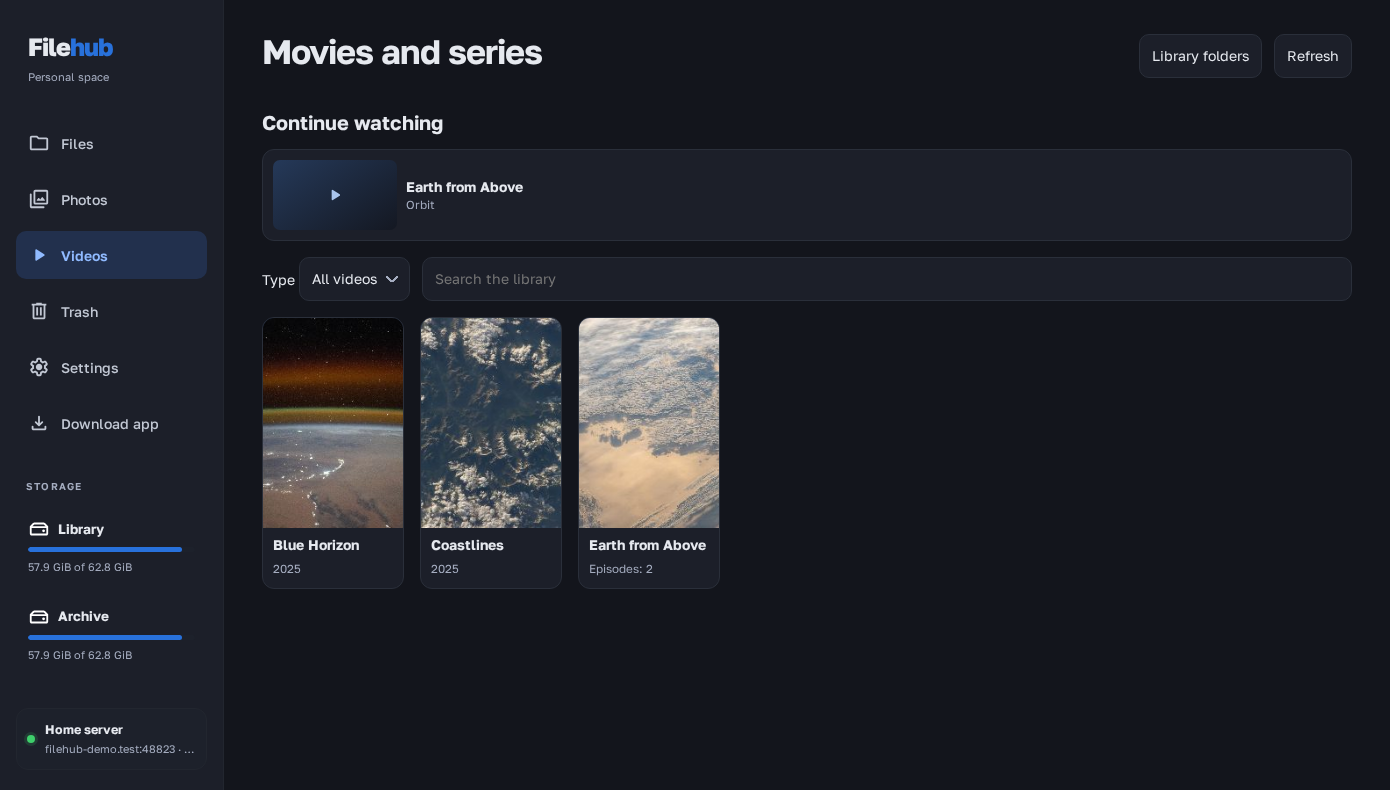 Filehub
Personal space
Files
Photos
Videos
Trash
Settings
Download app
STORAGE
Library
57.9 GiB of 62.8 GiB
Archive
57.9 GiB of 62.8 GiB
Home server
filehub-demo.test:48823 · ...
Movies and series
Library folders
Refresh
Continue watching
Earth from Above
Orbit
Type
All videos
Search the library
Blue Horizon
2025
Coastlines
2025
Earth from Above
Episodes: 2